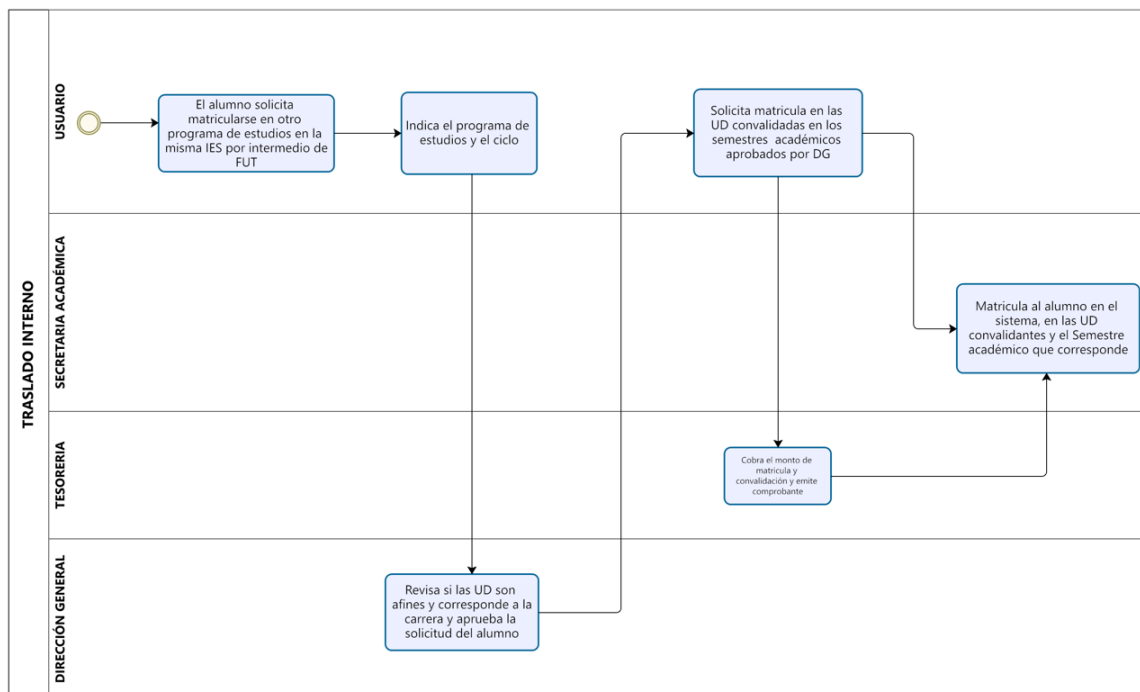 TRASLADO INTERNO
USUARIO
El alumno solicita
matricularse en otro
programa de estudios en la
misma IES por intermedio de
FUT
Indica el programa de
estudios y el ciclo
Solicita matricula en las
UD convalidadas en los
semestres académicos
aprobados por DG
SECRETARIA ACADÉMICA
Matricula al alumno en el
sistema, en las UD
convalidantes y el Semestre
académico que corresponde
TESORERIA
Cobra el monto de
matricula y
convalidación y emite
comprobante
DIRECCIÓN GENERAL
Revisa si las UD son
afines y corresponde a la
carrera y aprueba la
solicitud del alumno